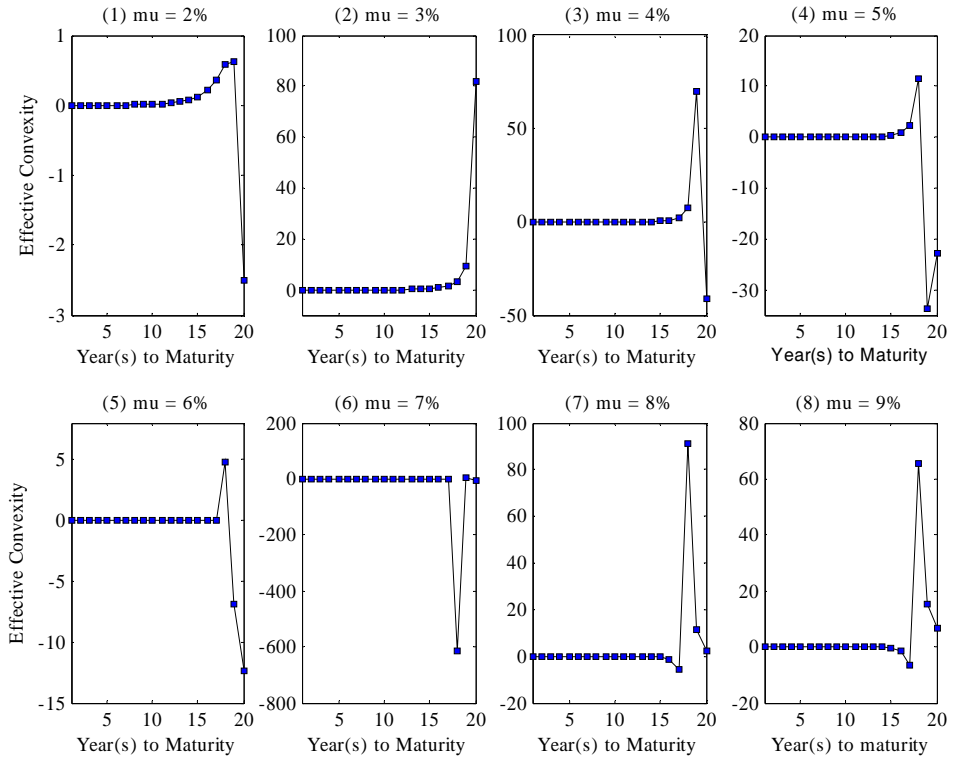 (1) mu = 2%
(2) mu = 3%
(3) mu = 4%
(4) mu = 5%
Effective Convexity
1
0
-1
-2
-3
5 10 15 20
Year(s) to Maturity
100
80
60
40
20
0
5 10 15 20
Year(s) to Maturity
100
50
0
-50
5 10 15 20
Year(s) to Maturity
20
10
0
-10
-20
-30
5 10 15 20
Year(s) to Maturity
(5) mu = 6%
(6) mu = 7%
(7) mu = 8%
(8) mu = 9%
Effective Convexity
5
0
-5
-10
-15
5 10 15 20
Year(s) to Maturity
200
0
-200
-400
-600
-800
5 10 15 20
Year(s) to Maturity
100
80
60
40
20
0
-20
5 10 15 20
Year(s) to Maturity
80
60
40
20
0
-20
5 10 15 20
Year(s) to maturity